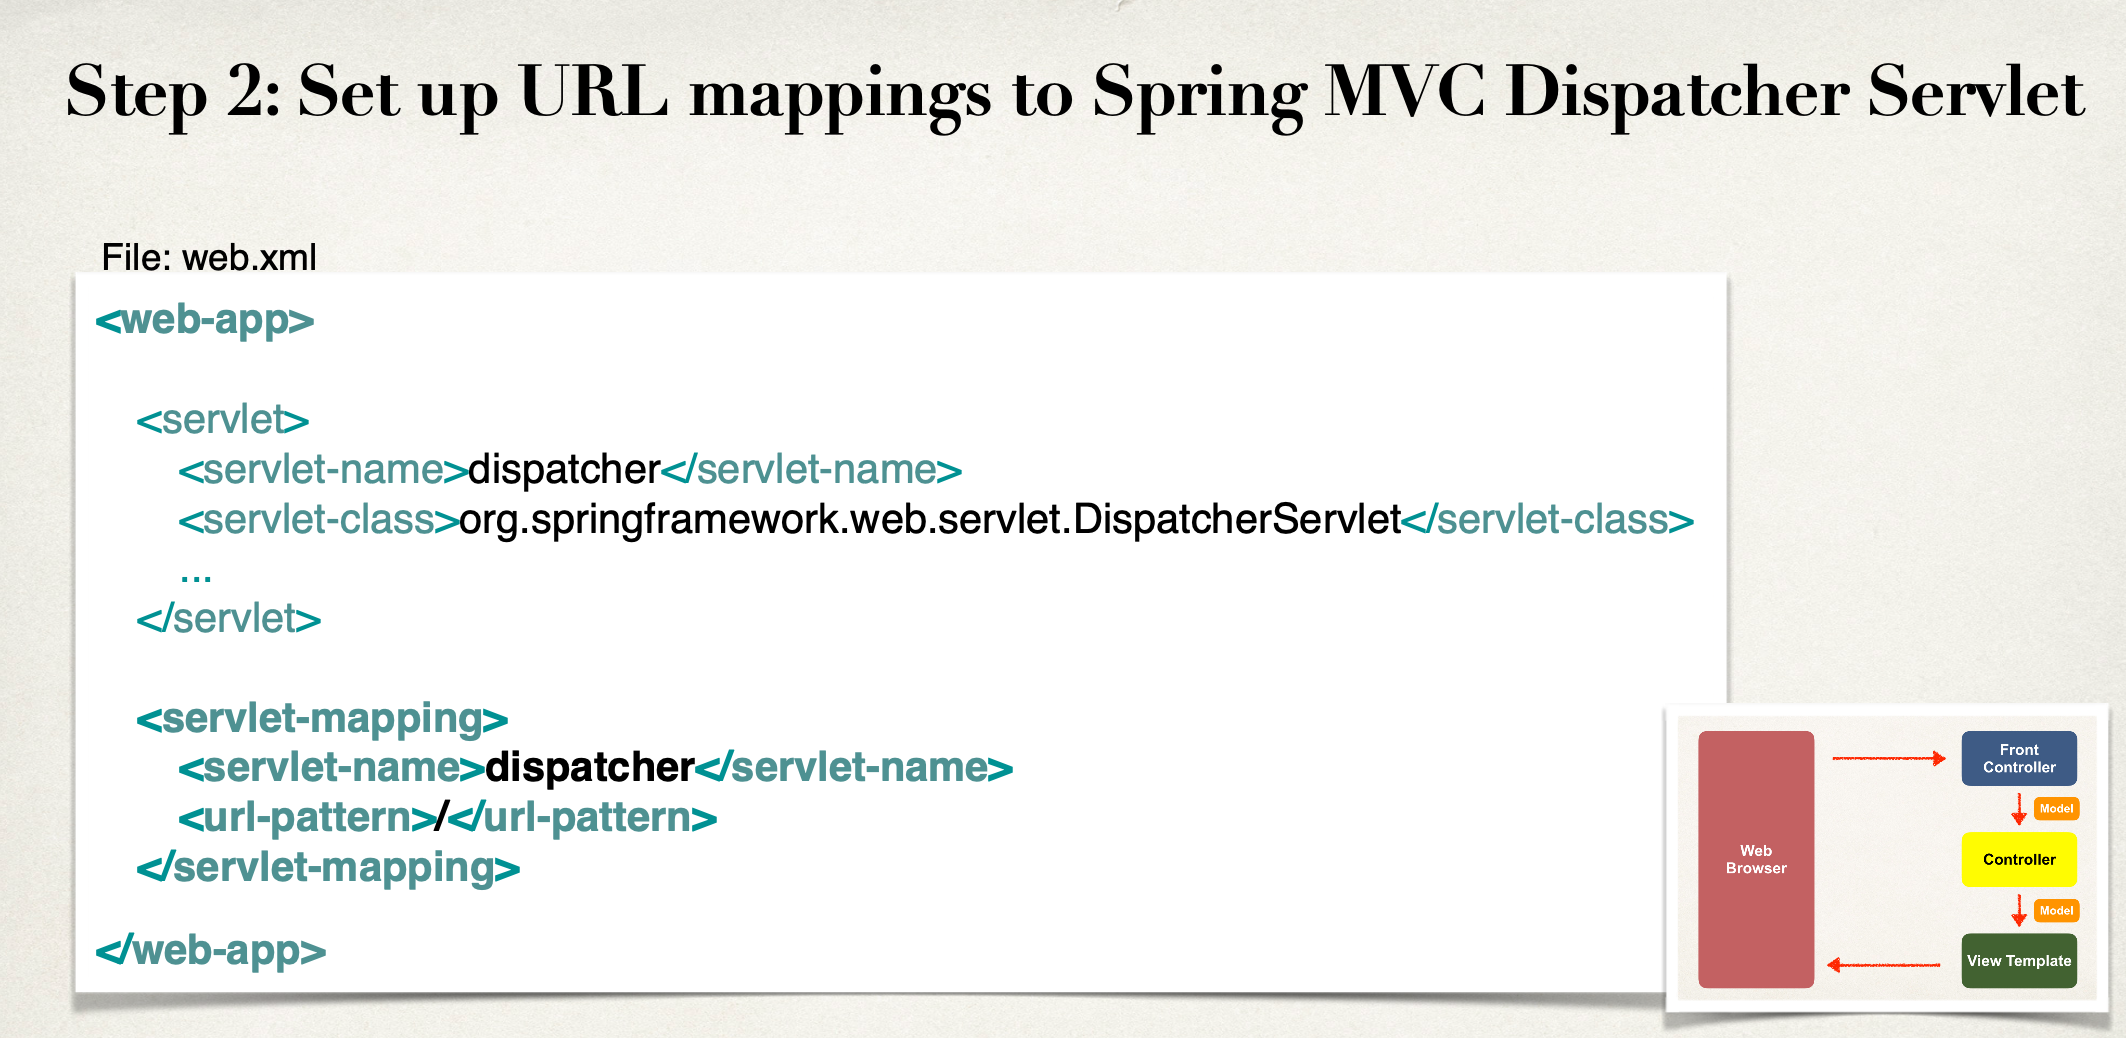 Step 2: Set up URL mappings to Spring MVC Dispatcher Servlet
File: web.xml
<web-app>
<servlet>
<servlet-name>dispatcher</servlet-name>
<servlet-class>org.springframework.web.servlet.DispatcherServlet</servlet-class>
...
</servlet>
<servlet-mapping>
<servlet-name>dispatcher</servlet-name>
<url-pattern>/</url-pattern>
</servlet-mapping>
</web-app>
Web
Browser
Front
Controller
Model
Controller
Model
View Template